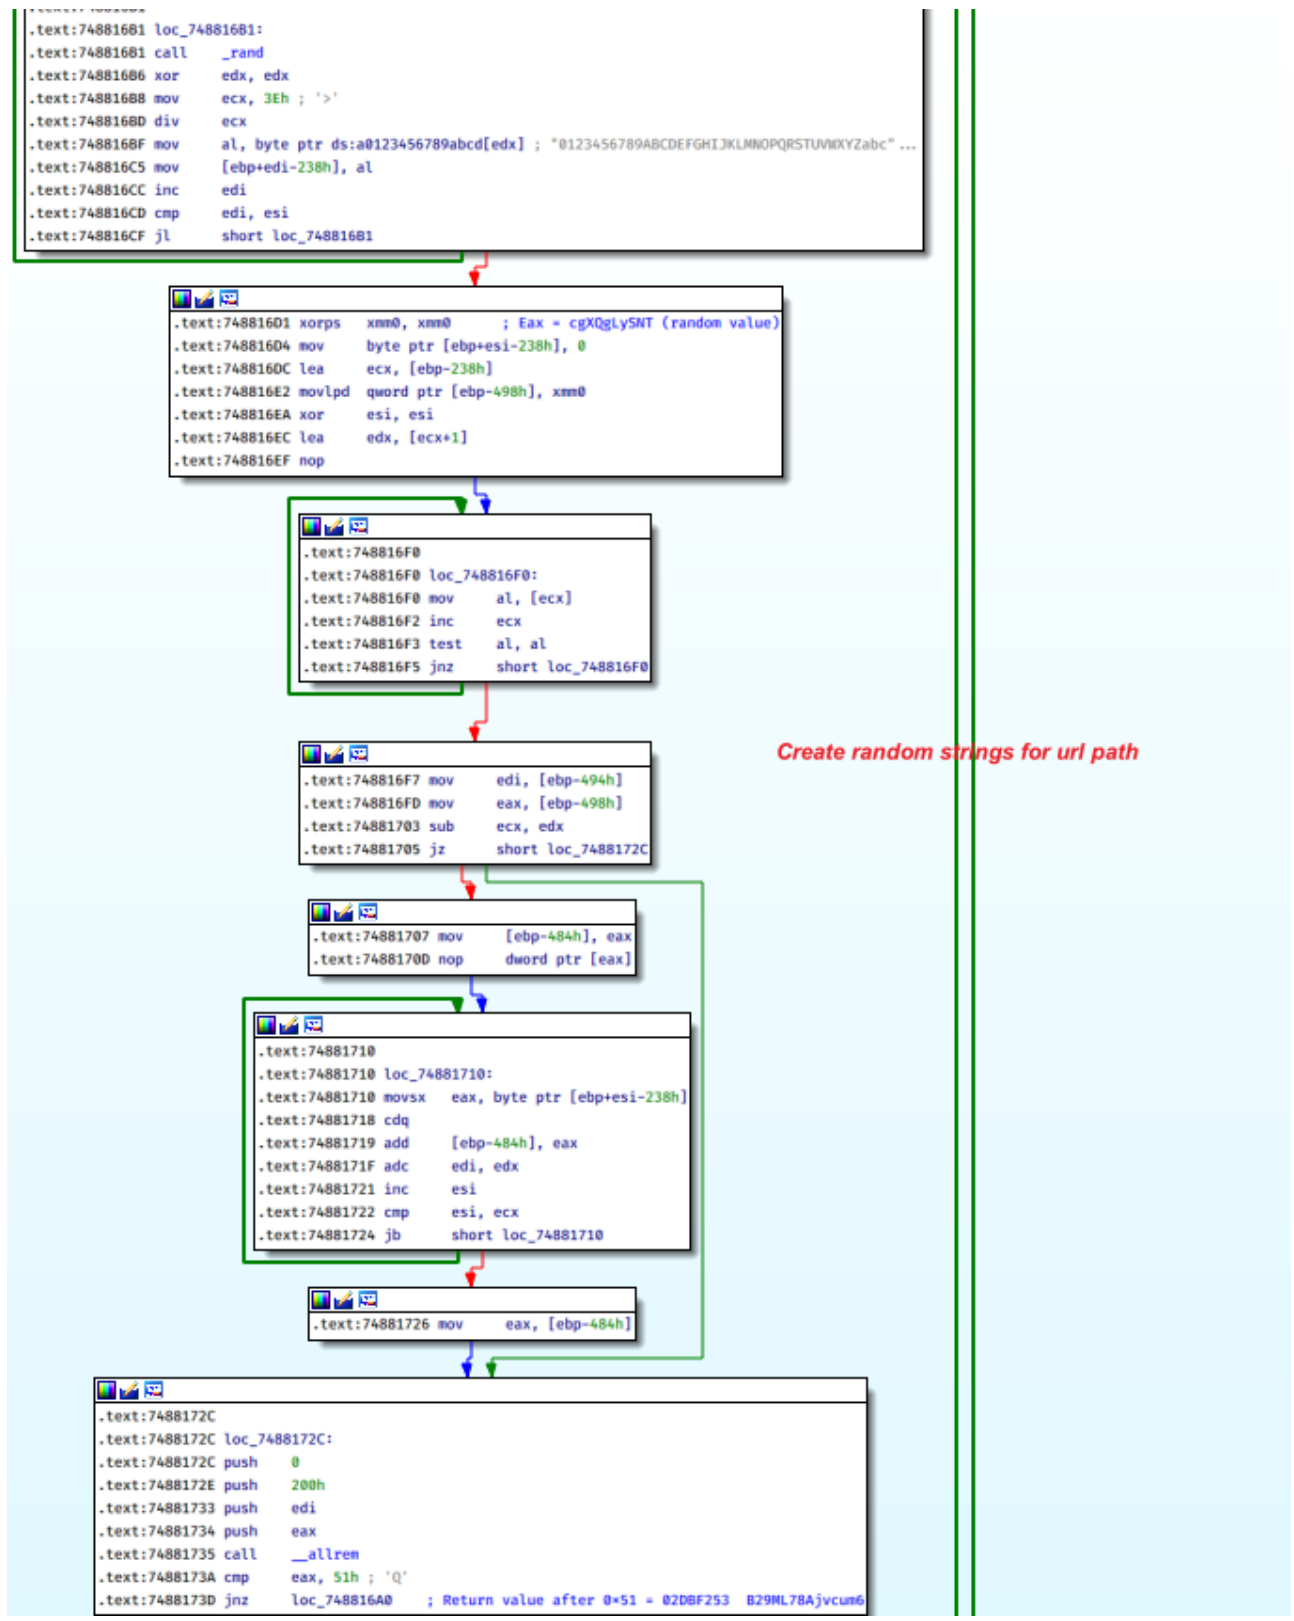 .text:748816B1 loc_748816B1:
.text:748816B1 call _rand
.text:748816B6 xor edx, edx
.text:748816B8 mov ecx, 3Eh ; '>'
.text:748816BD div ecx
.text:748816BF mov al, byte ptr ds:a0123456789abcd[edx] ; "0123456789ABCDEFGHIJKLMNOPQRSTUVWXYZabc"...
.text:748816C5 mov [ebp+edi-238h], al
.text:748816CC inc edi
.text:748816CD cmp edi, esi
.text:748816CF jl short loc_748816B1
.text:748816D1 xorps xmm0, xmm0 ; Eax = cgXQgLySNT (random value)
.text:748816D4 mov byte ptr [ebp+esi-238h], 0
.text:748816DC lea ecx, [ebp-238h]
.text:748816E2 movlpd qword ptr [ebp-498h], xmm0
.text:748816EA xor esi, esi
.text:748816EC lea edx, [ecx+1]
.text:748816EF nop
.text:748816F0
.text:748816F0 loc_748816F0:
.text:748816F0 mov al, [ecx]
.text:748816F2 inc ecx
.text:748816F3 test al, al
.text:748816F5 jnz short loc_748816F0
Create random strings for url path
.text:748816F7 mov edi, [ebp-494h]
.text:748816FD mov eax, [ebp-498h]
.text:74881703 sub ecx, edx
.text:74881705 jz short loc_7488172C
.text:74881707 mov [ebp-484h], eax
.text:7488170D nop dword ptr [eax]
.text:74881710
.text:74881710 loc_74881710:
.text:74881710 movsx eax, byte ptr [ebp+esi-238h]
.text:74881718 cdq
.text:74881719 add [ebp-484h], eax
.text:7488171F adc edi, edx
.text:74881721 inc esi
.text:74881722 cmp esi, ecx
.text:74881724 jb short loc_74881710
.text:74881726 mov eax, [ebp-484h]
.text:7488172C
.text:7488172C loc_7488172C:
.text:7488172C push 0
.text:7488172E push 200h
.text:74881733 push edi
.text:74881734 push eax
.text:74881735 call __allrem
.text:7488173A cmp eax, 51h ; 'Q'
.text:7488173D jnz loc_748816A0 ; Return value after 0×51 = 02DBF253 B29ML78Ajvcum6